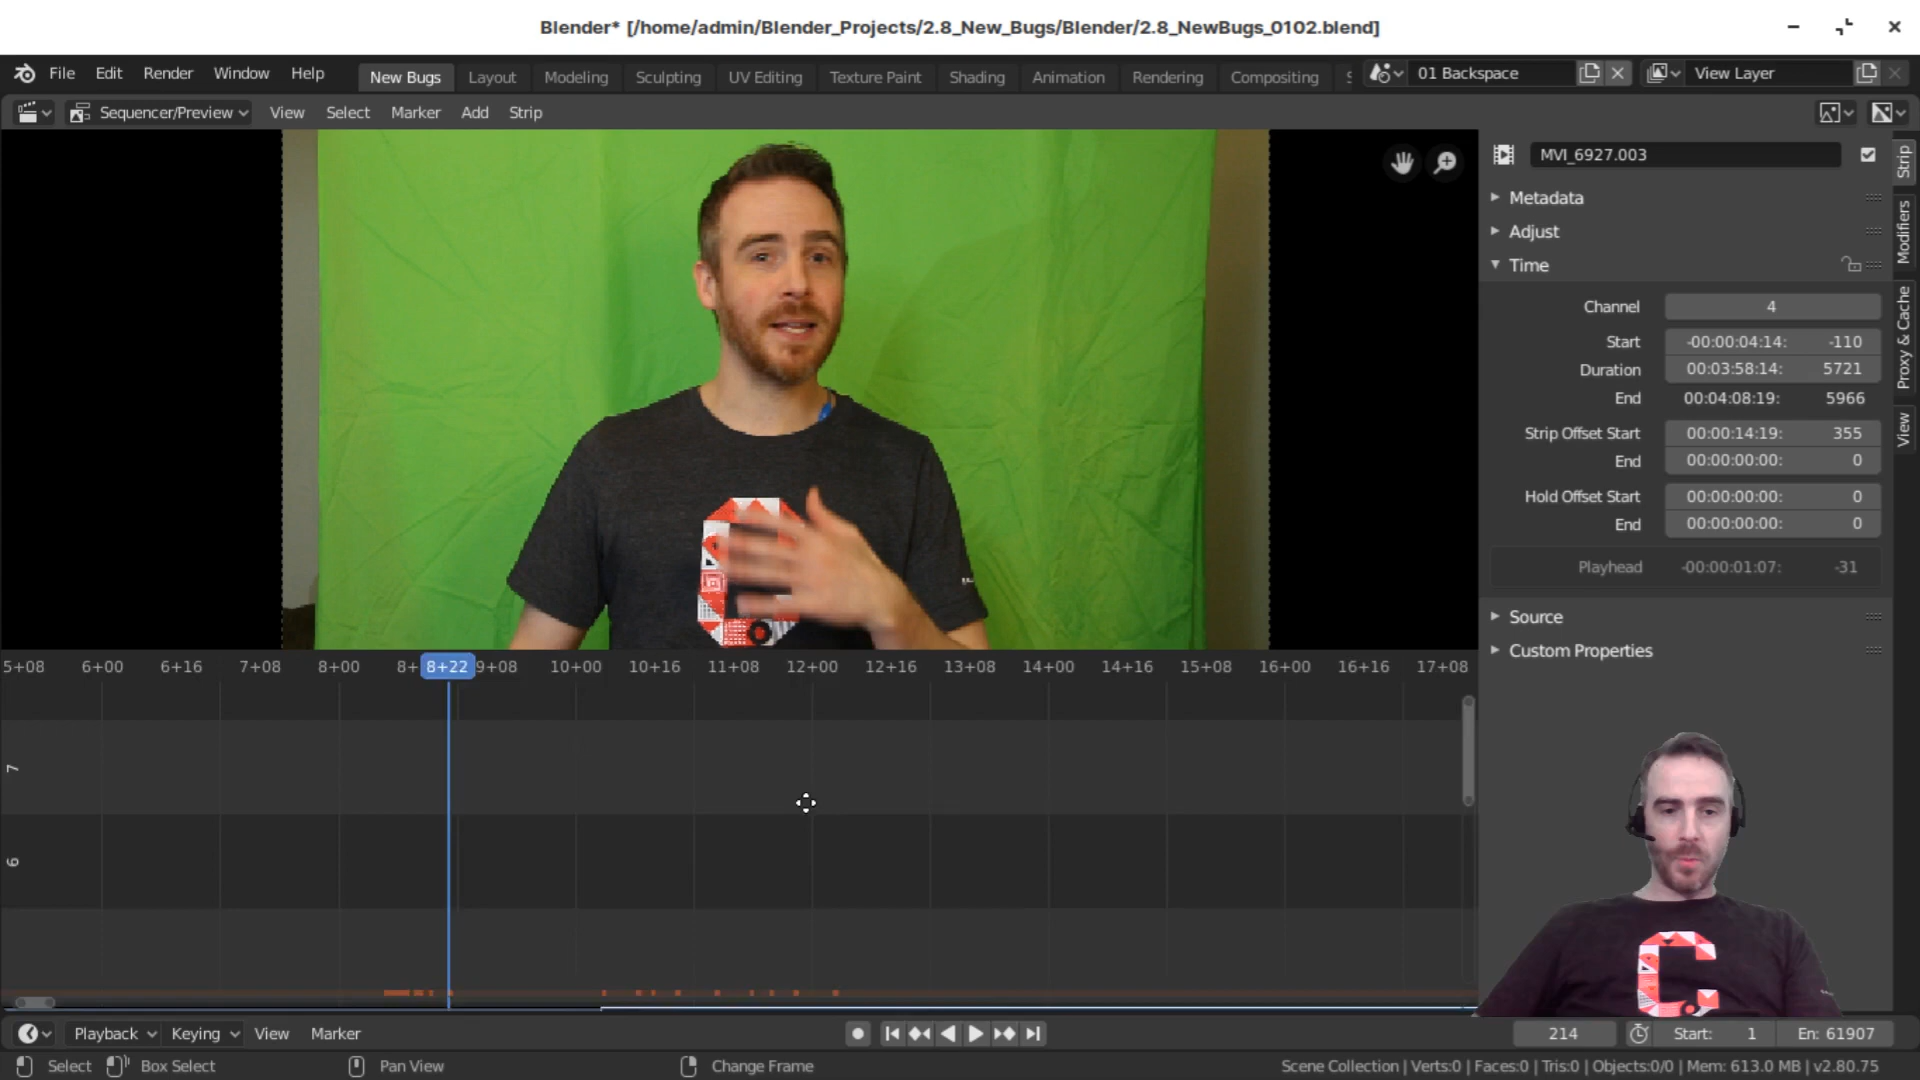 Blender* [/home/admin/Blender_Projects/2.8_New_Bugs/Blender/2.8_NewBugs_0102.blend]
File Edit Render Window Help New Bugs Layout Modeling Sculpting UV Editing Texture Paint Shading Animation Rendering Compositing 01 Backspace View Layer
Sequencer/Preview View Select Marker Add Strip
MVI_6927.003
Metadata
Adjust
Time
Channel 4
Start -00:00:04:14: -110
Duration 00:03:58:14: 5721
End 00:04:08:19: 5966
Strip Offset Start 00:00:14:19: 355
End 00:00:00:00: 0
Hold Offset Start 00:00:00:00: 0
End 00:00:00:00: 0
Playhead -00:00:01:07: -31
Source
Custom Properties
Strip
Modifiers
Proxy & Cache
View
5+08 6+00 6+16 7+08 8+00 8+ 8+22 9+08 10+00 10+16 11+08 12+00 12+16 13+08 14+00 14+16 15+08 16+00 16+16 17+08
7
6
C
Playback Keying View Marker 214 Start: 1 En: 61907
Select Box Select Pan View Change Frame Scene Collection | Verts:0 | Faces:0 | Tris:0 | Objects:0/0 | Mem: 613.0 MB | v2.80.75